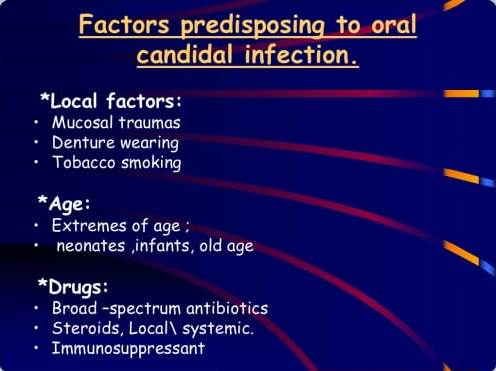 Factors predisposing to oral
candidal infection.
*Local factors:
• Mucosal traumas
• Denture wearing
• Tobacco smoking
*Age:
• Extremes of age ;
• neonates ,infants, old age
*Drugs:
• Broad –spectrum antibiotics
• Steroids, Local\ systemic.
• Immunosuppressant